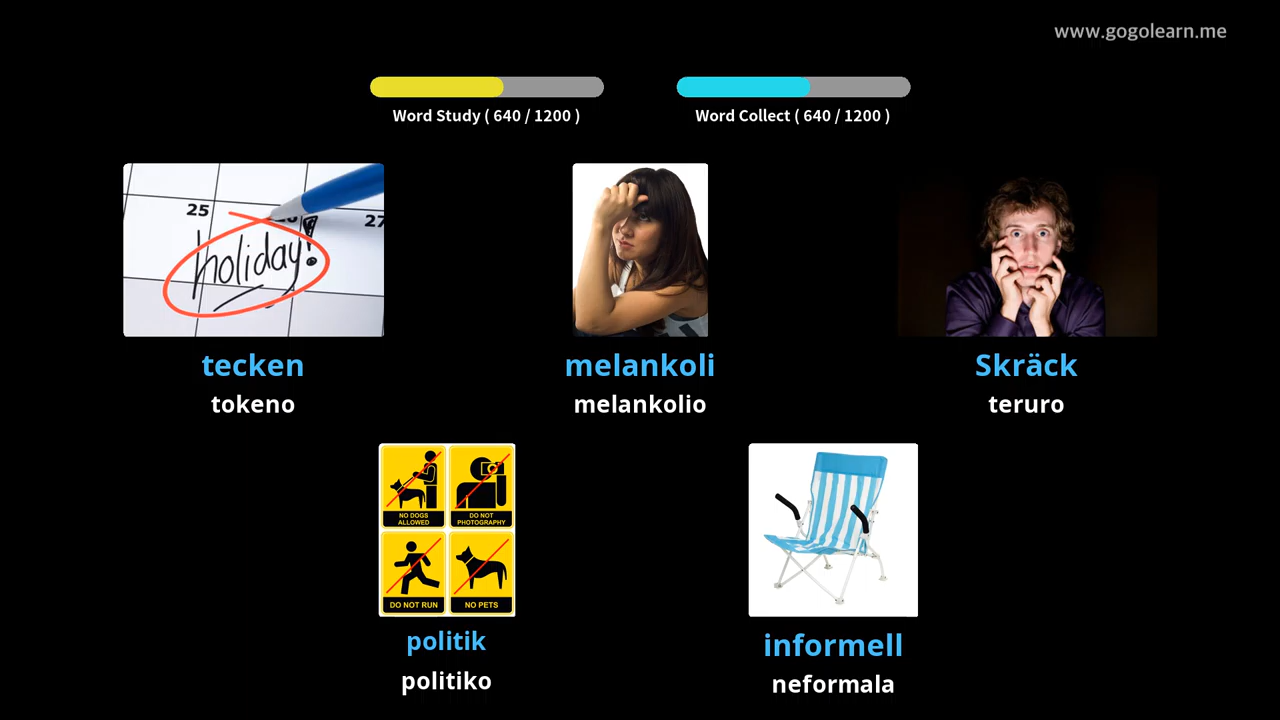 www.gogolearn.me
Word Study ( 640 / 1200 )
Word Collect ( 640 / 1200 )
25
27
holiday!
tecken
tokeno
melankoli
melankolio
Skräck
teruro
NO DOGS
ALLOWED
DO NOT
PHOTOGRAPHY
DO NOT RUN
NO PETS
politik
politiko
informell
neformala